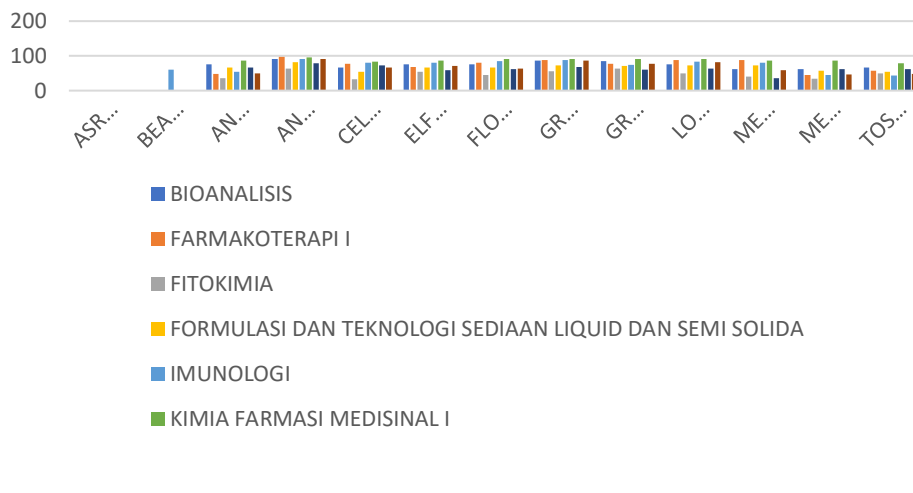 200
100
0
ASR...
BEA...
AN...
AN...
CEL...
ELF...
FLO...
GR...
GR...
LO...
ME...
ME...
TOS...
BIOANALISIS
FARMAKOTERAPI I
FITOKIMIA
FORMULASI DAN TEKNOLOGI SEDIAAN LIQUID DAN SEMI SOLIDA
IMUNOLOGI
KIMIA FARMASI MEDISINAL I